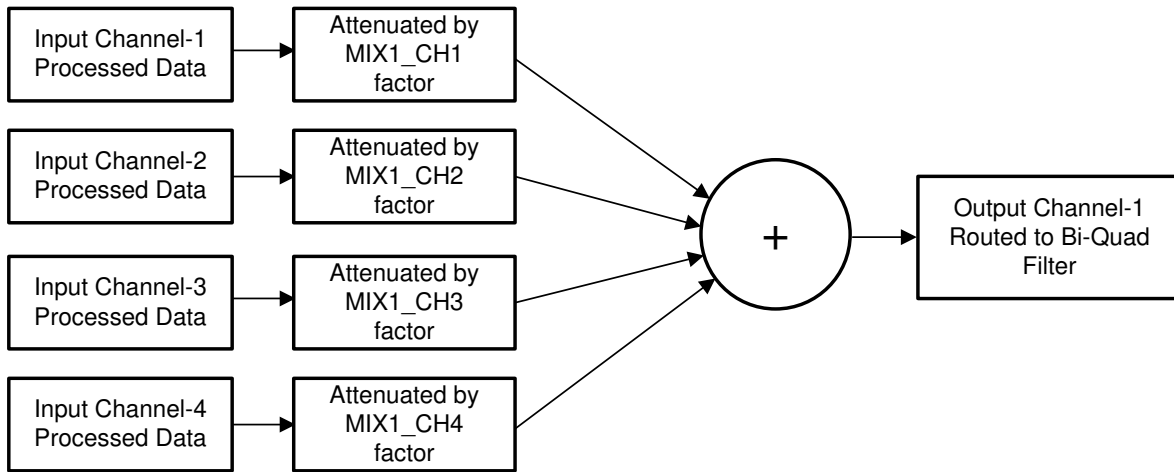 Input Channel-1
Processed Data
Attenuated by
MIX1_CH1
factor
Input Channel-2
Processed Data
Attenuated by
MIX1_CH2
factor
Input Channel-3
Processed Data
Attenuated by
MIX1_CH3
factor
Input Channel-4
Processed Data
Attenuated by
MIX1_CH4
factor
+
Output Channel-1
Routed to Bi-Quad
Filter